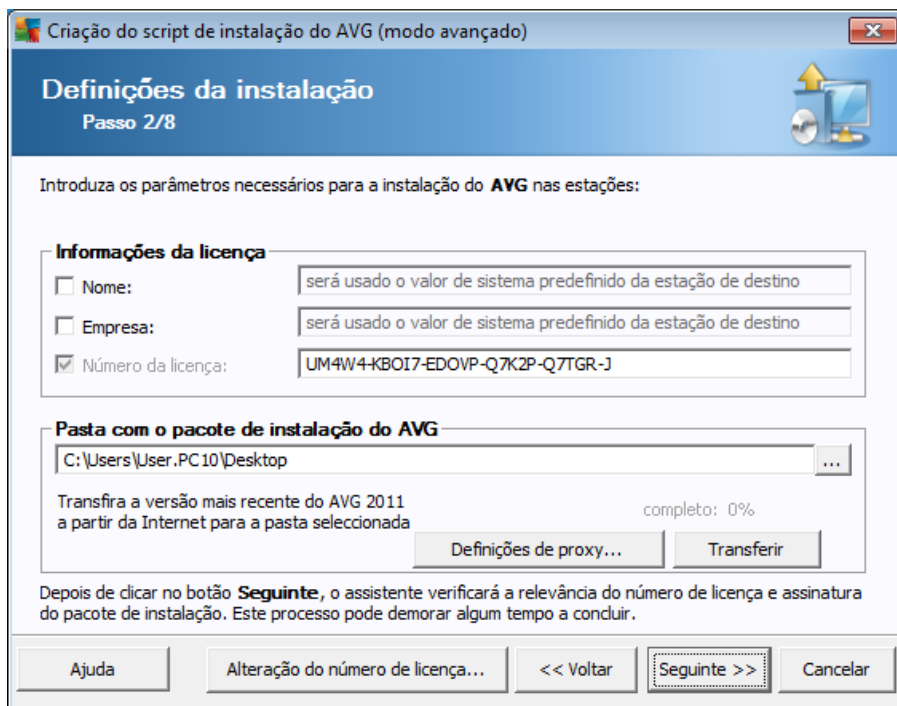 Criação do script de instalação do AVG (modo avançado)
Definições da instalação
Passo 2/8
Introduza os parâmetros necessários para a instalação do AVG nas estações:
Informações da licença
Nome:
será usado o valor de sistema predefinido da estação de destino
Empresa:
será usado o valor de sistema predefinido da estação de destino
Número da licença:
UM4W4-KBOI7-EDOVP-Q7K2P-Q7TGR-J
Pasta com o pacote de instalação do AVG
C:\Users\User.PC10\Desktop
...
Transfira a versão mais recente do AVG 2011
a partir da Internet para a pasta seleccionada
completo: 0%
Definições de proxy...
Transferir
Depois de clicar no botão Seguinte, o assistente verificará a relevância do número de licença e assinatura
do pacote de instalação. Este processo pode demorar algum tempo a concluir.
Ajuda
Alteração do número de licença...
<< Voltar
Seguinte >>
Cancelar